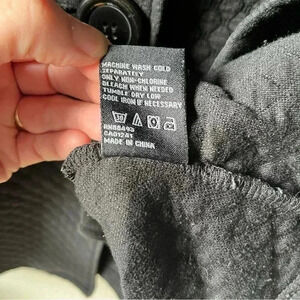 MACHINE WASH COLD
SEPARATELY
ONLY NON-CHLORINE
BLEACH WHEN NEEDED
TUMBLE DRY LOW
COOL IRON IF NECESSARY
RN88493
CA01241
MADE IN CHINA